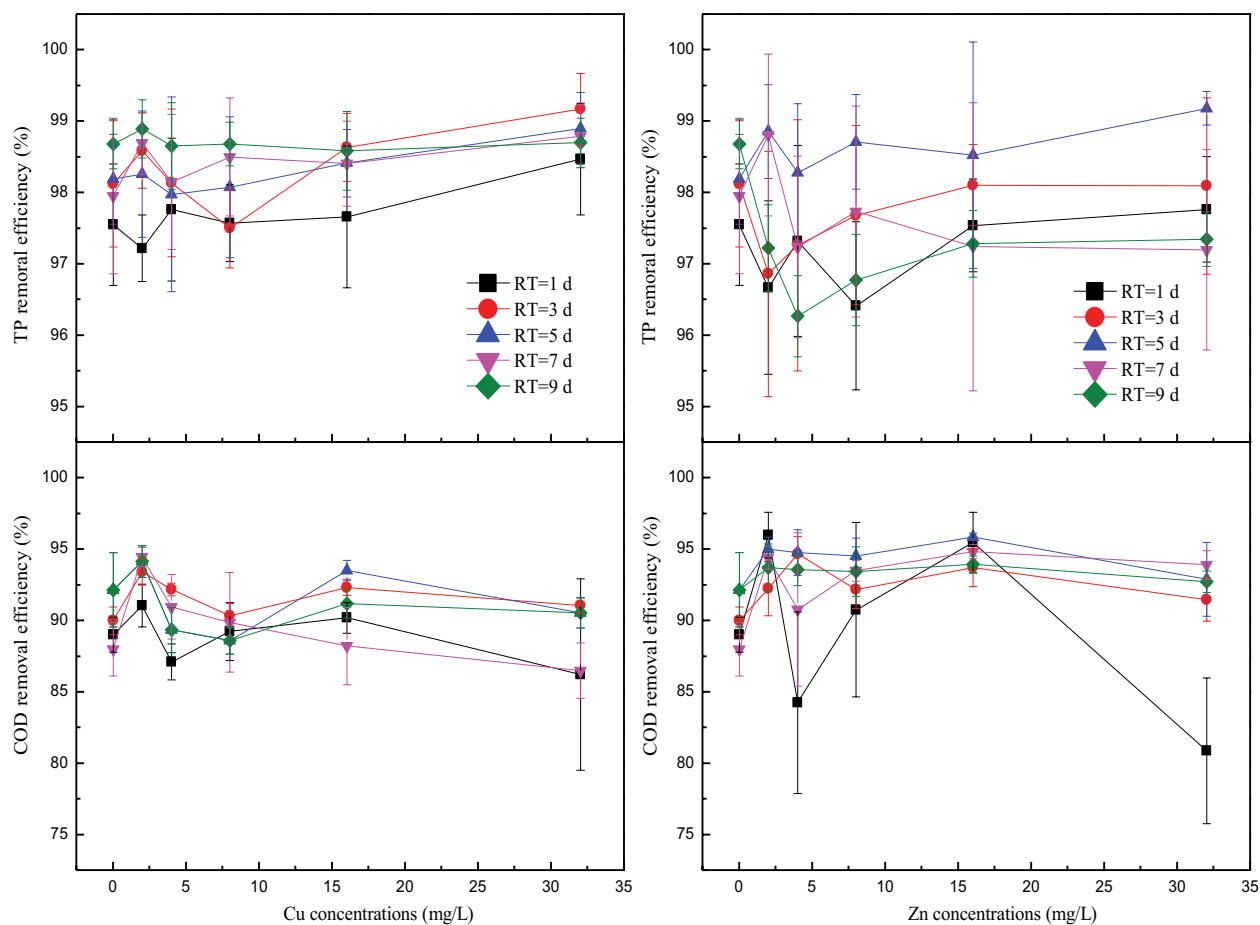 TP remoral efficiency (%)
100
99
98
97
96
95
RT=1 d
RT=3 d
RT=5 d
RT=7 d
RT=9 d
TP remoral efficiency (%)
100
99
98
97
96
95
RT=1 d
RT=3 d
RT=5 d
RT=7 d
RT=9 d
COD removal efficiency (%)
100
95
90
85
80
75
0 5 10 15 20 25 30 35
Cu concentrations (mg/L)
COD removal efficiency (%)
100
95
90
85
80
75
0 5 10 15 20 25 30 35
Zn concentrations (mg/L)